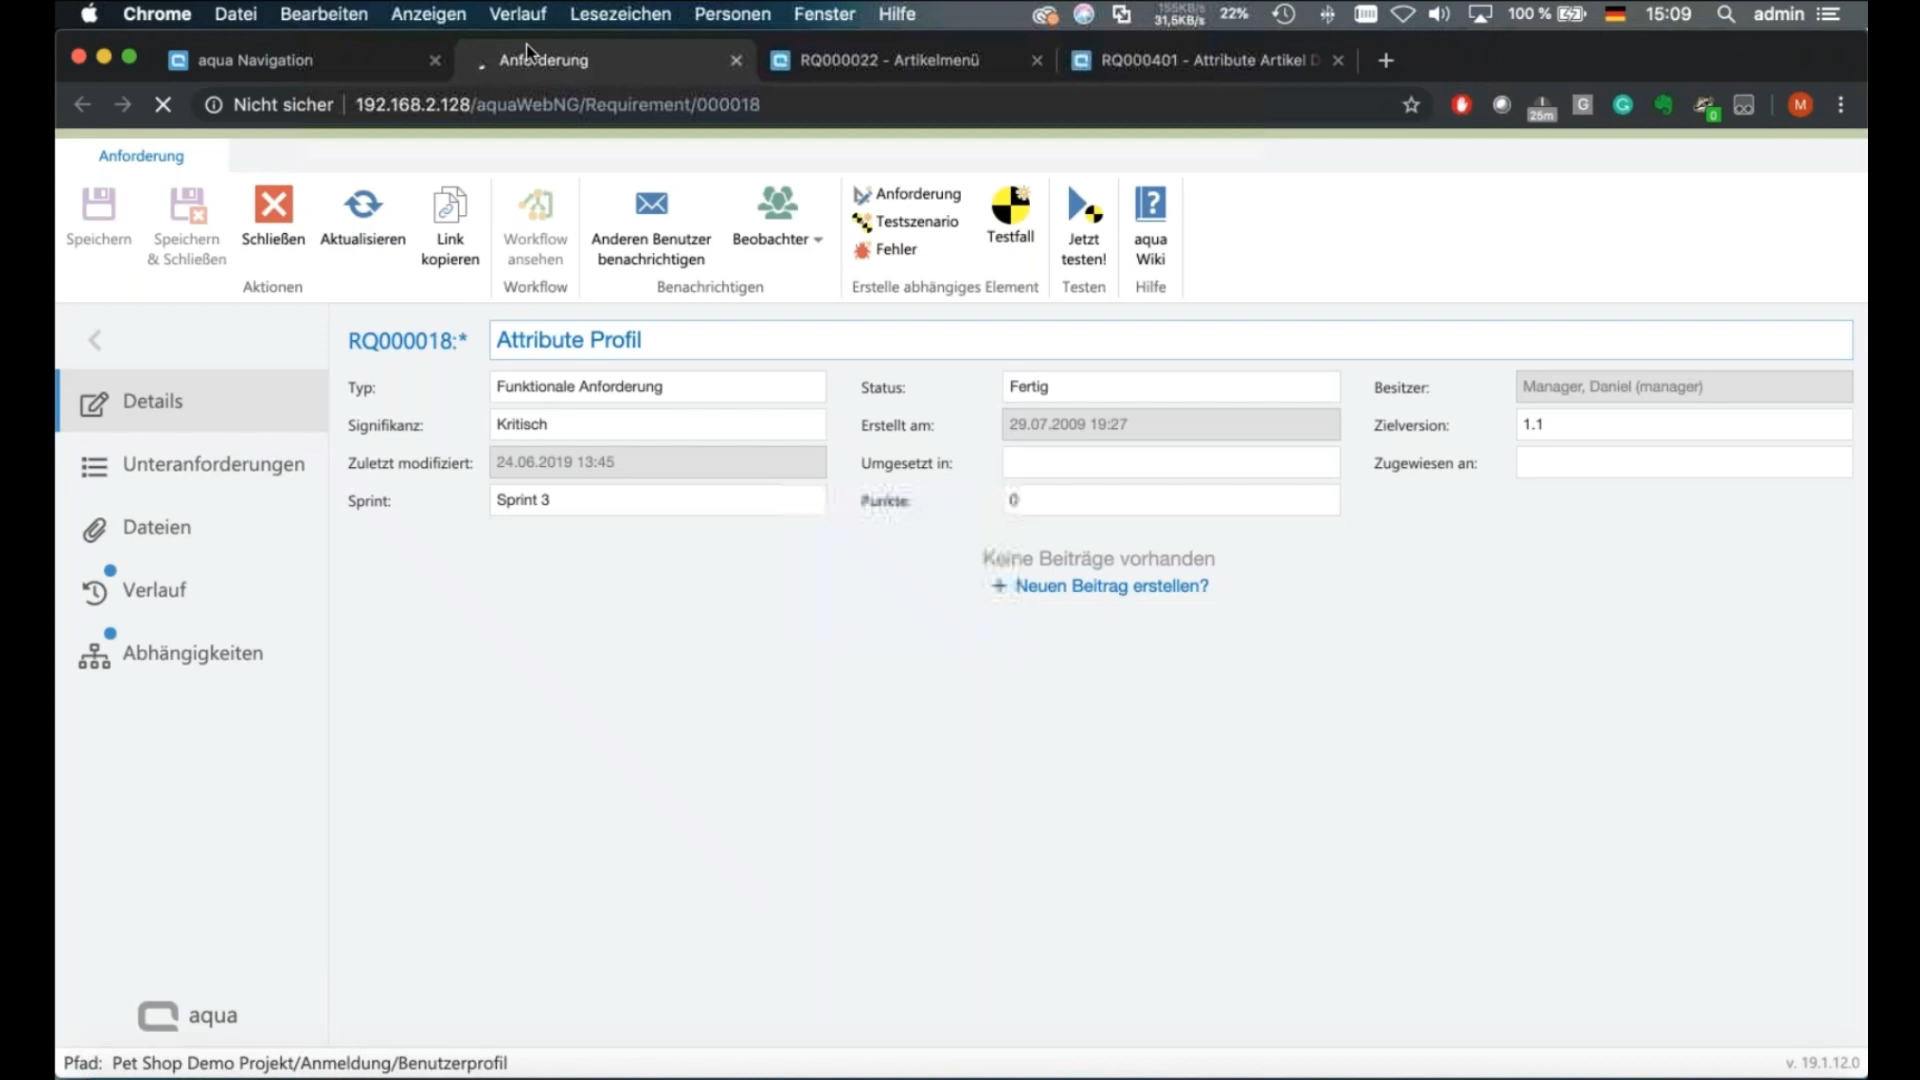 Chrome Datei Bearbeiten Anzeigen Verlauf Lesezeichen Personen Fenster Hilfe 155KB/s 31,5KB/s 22% 100 % 15:09 admin
aqua Navigation Anforderung RQ000022 - Artikelmenü RQ000401 - Attribute Artikel D
Nicht sicher 192.168.2.128/aquaWebNG/Requirement/000018 25m G G 0 M
Anforderung
Speichern
Speichern
& Schließen
Schließen
Aktualisieren
Link
kopieren
Aktionen
Workflow
ansehen
Workflow
Anderen Benutzer
benachrichtigen
Beobachter
Benachrichtigen
Anforderung
Testszenario
Fehler
Testfall
Erstelle abhängiges Element
Jetzt
testen!
Testen
aqua
Wiki
Hilfe
RQ000018:* Attribute Profil
Typ: Funktionale Anforderung Status: Fertig Besitzer: Manager, Daniel (manager)
Signifikanz: Kritisch Erstellt am: 29.07.2009 19:27 Zielversion: 1.1
Zuletzt modifiziert: 24.06.2019 13:45 Umgesetzt in: Zugewiesen an:
Sprint: Sprint 3 Punkte: 0
Keine Beiträge vorhanden
+ Neuen Beitrag erstellen?
Details
Unteranforderungen
Dateien
Verlauf
Abhängigkeiten
aqua
Pfad: Pet Shop Demo Projekt/Anmeldung/Benutzerprofil v. 19.1.12.0